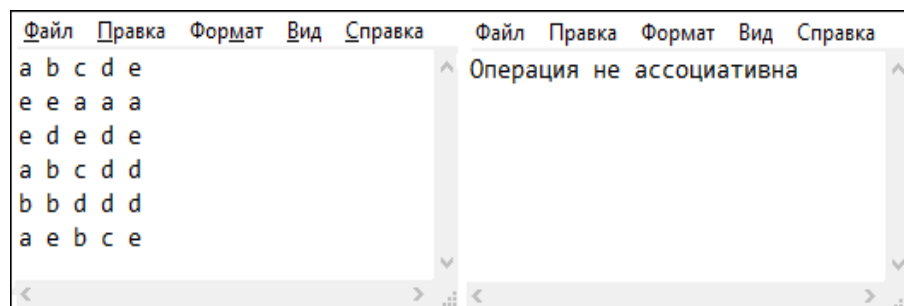 Файл Правка Формат Вид Справка
a b c d e
e e a a a
e d e d e
a b c d d
b b d d d
a e b c e
Файл Правка Формат Вид Справка
Операция не ассоциативна